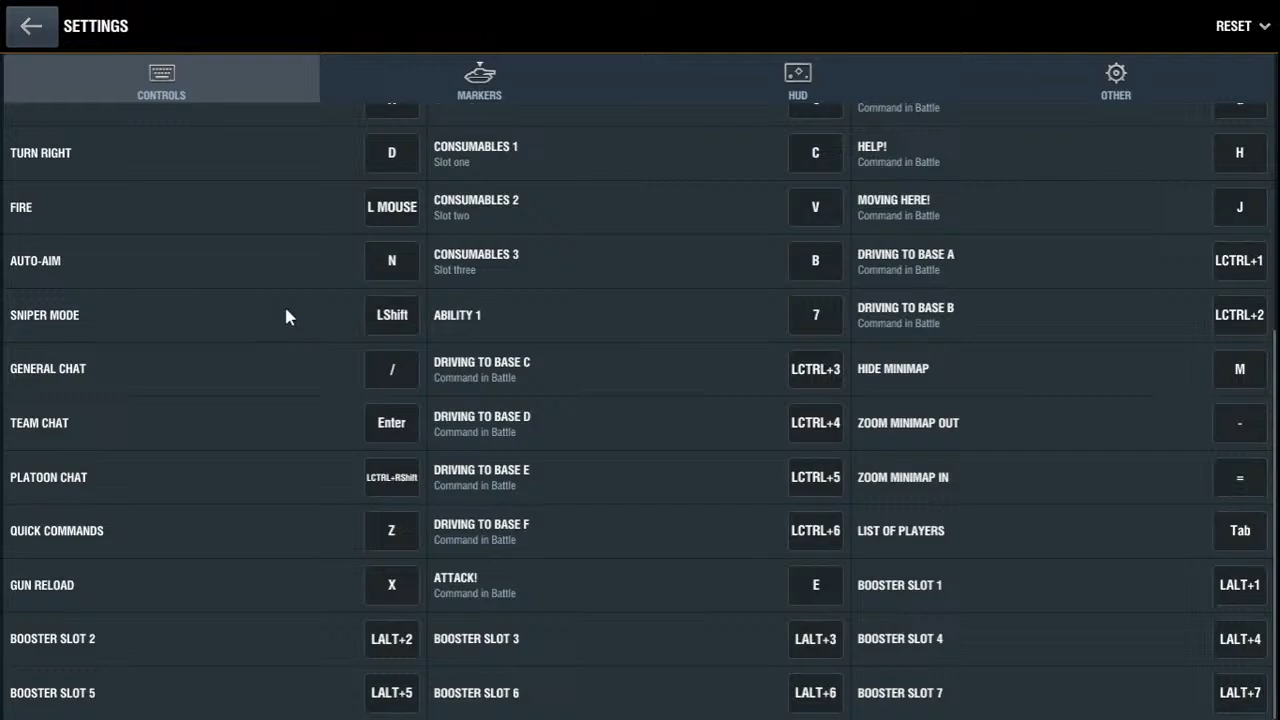 SETTINGS
RESET
CONTROLS
MARKERS
HUD
OTHER
Command in Battle
TURN RIGHT
D
CONSUMABLES 1
Slot one
C
HELP!
Command in Battle
H
FIRE
L MOUSE
CONSUMABLES 2
Slot two
V
MOVING HERE!
Command in Battle
J
AUTO-AIM
N
CONSUMABLES 3
Slot three
B
DRIVING TO BASE A
Command in Battle
LCTRL+1
SNIPER MODE
LShift
ABILITY 1
7
DRIVING TO BASE B
Command in Battle
LCTRL+2
GENERAL CHAT
/
DRIVING TO BASE C
Command in Battle
LCTRL+3
HIDE MINIMAP
M
TEAM CHAT
Enter
DRIVING TO BASE D
Command in Battle
LCTRL+4
ZOOM MINIMAP OUT
-
PLATOON CHAT
LCTRL+RShift
DRIVING TO BASE E
Command in Battle
LCTRL+5
ZOOM MINIMAP IN
=
QUICK COMMANDS
Z
DRIVING TO BASE F
Command in Battle
LCTRL+6
LIST OF PLAYERS
Tab
GUN RELOAD
X
ATTACK!
Command in Battle
E
BOOSTER SLOT 1
LALT+1
BOOSTER SLOT 2
LALT+2
BOOSTER SLOT 3
LALT+3
BOOSTER SLOT 4
LALT+4
BOOSTER SLOT 5
LALT+5
BOOSTER SLOT 6
LALT+6
BOOSTER SLOT 7
LALT+7